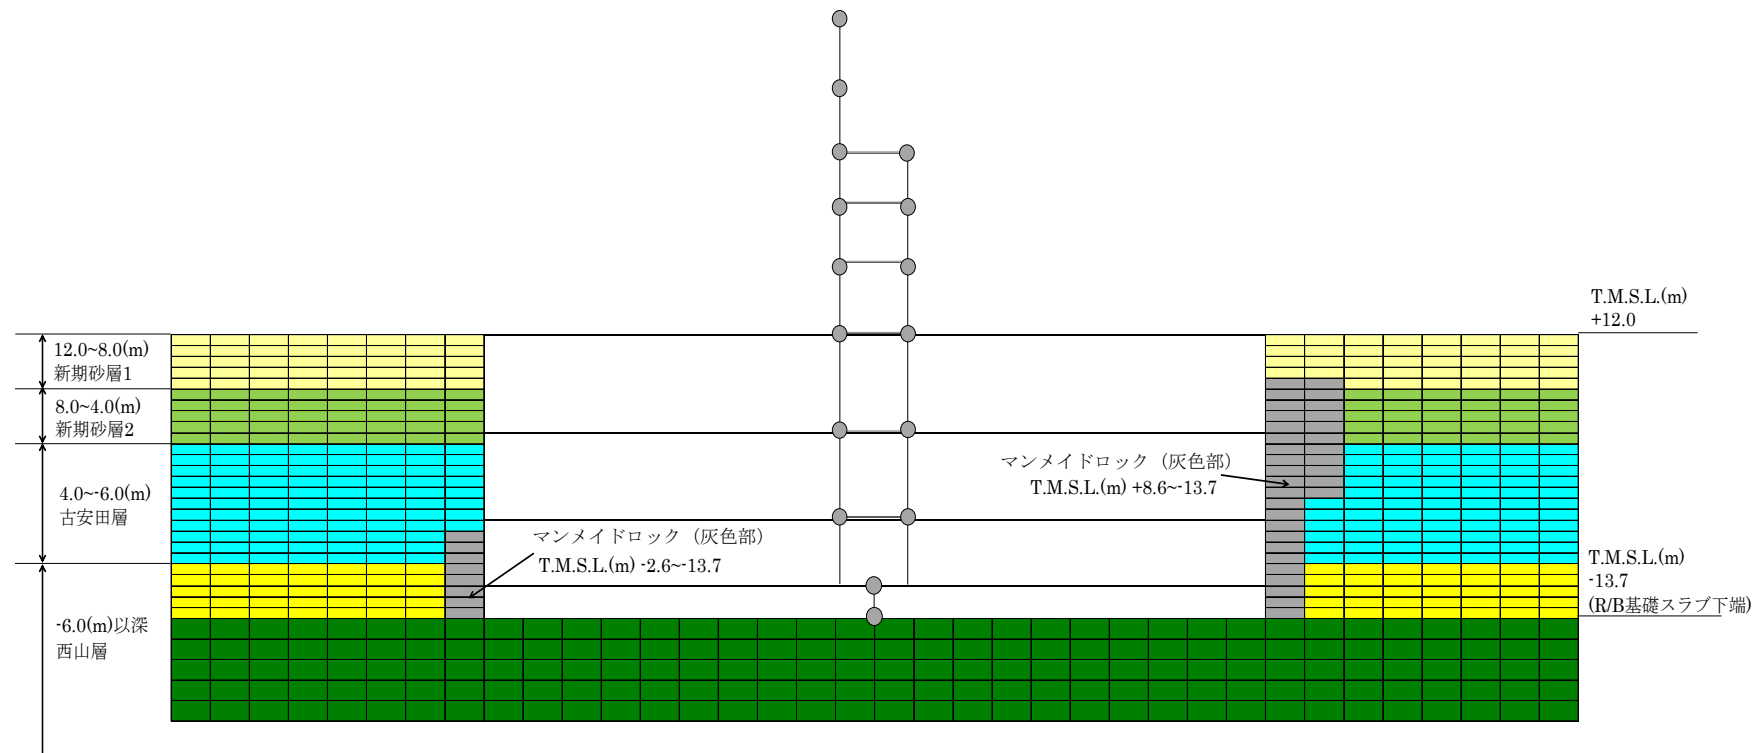 T.M.S.L.(m)
+12.0
12.0~8.0(m)
新期砂層1
8.0~4.0(m)
新期砂層2
マンメイドロック（灰色部）
T.M.S.L.(m) +8.6~-13.7
4.0~-6.0(m)
古安田層
マンメイドロック（灰色部）
T.M.S.L.(m) -2.6~-13.7
T.M.S.L.(m)
-13.7
(R/B基礎スラブ下端)
-6.0(m)以深
西山層